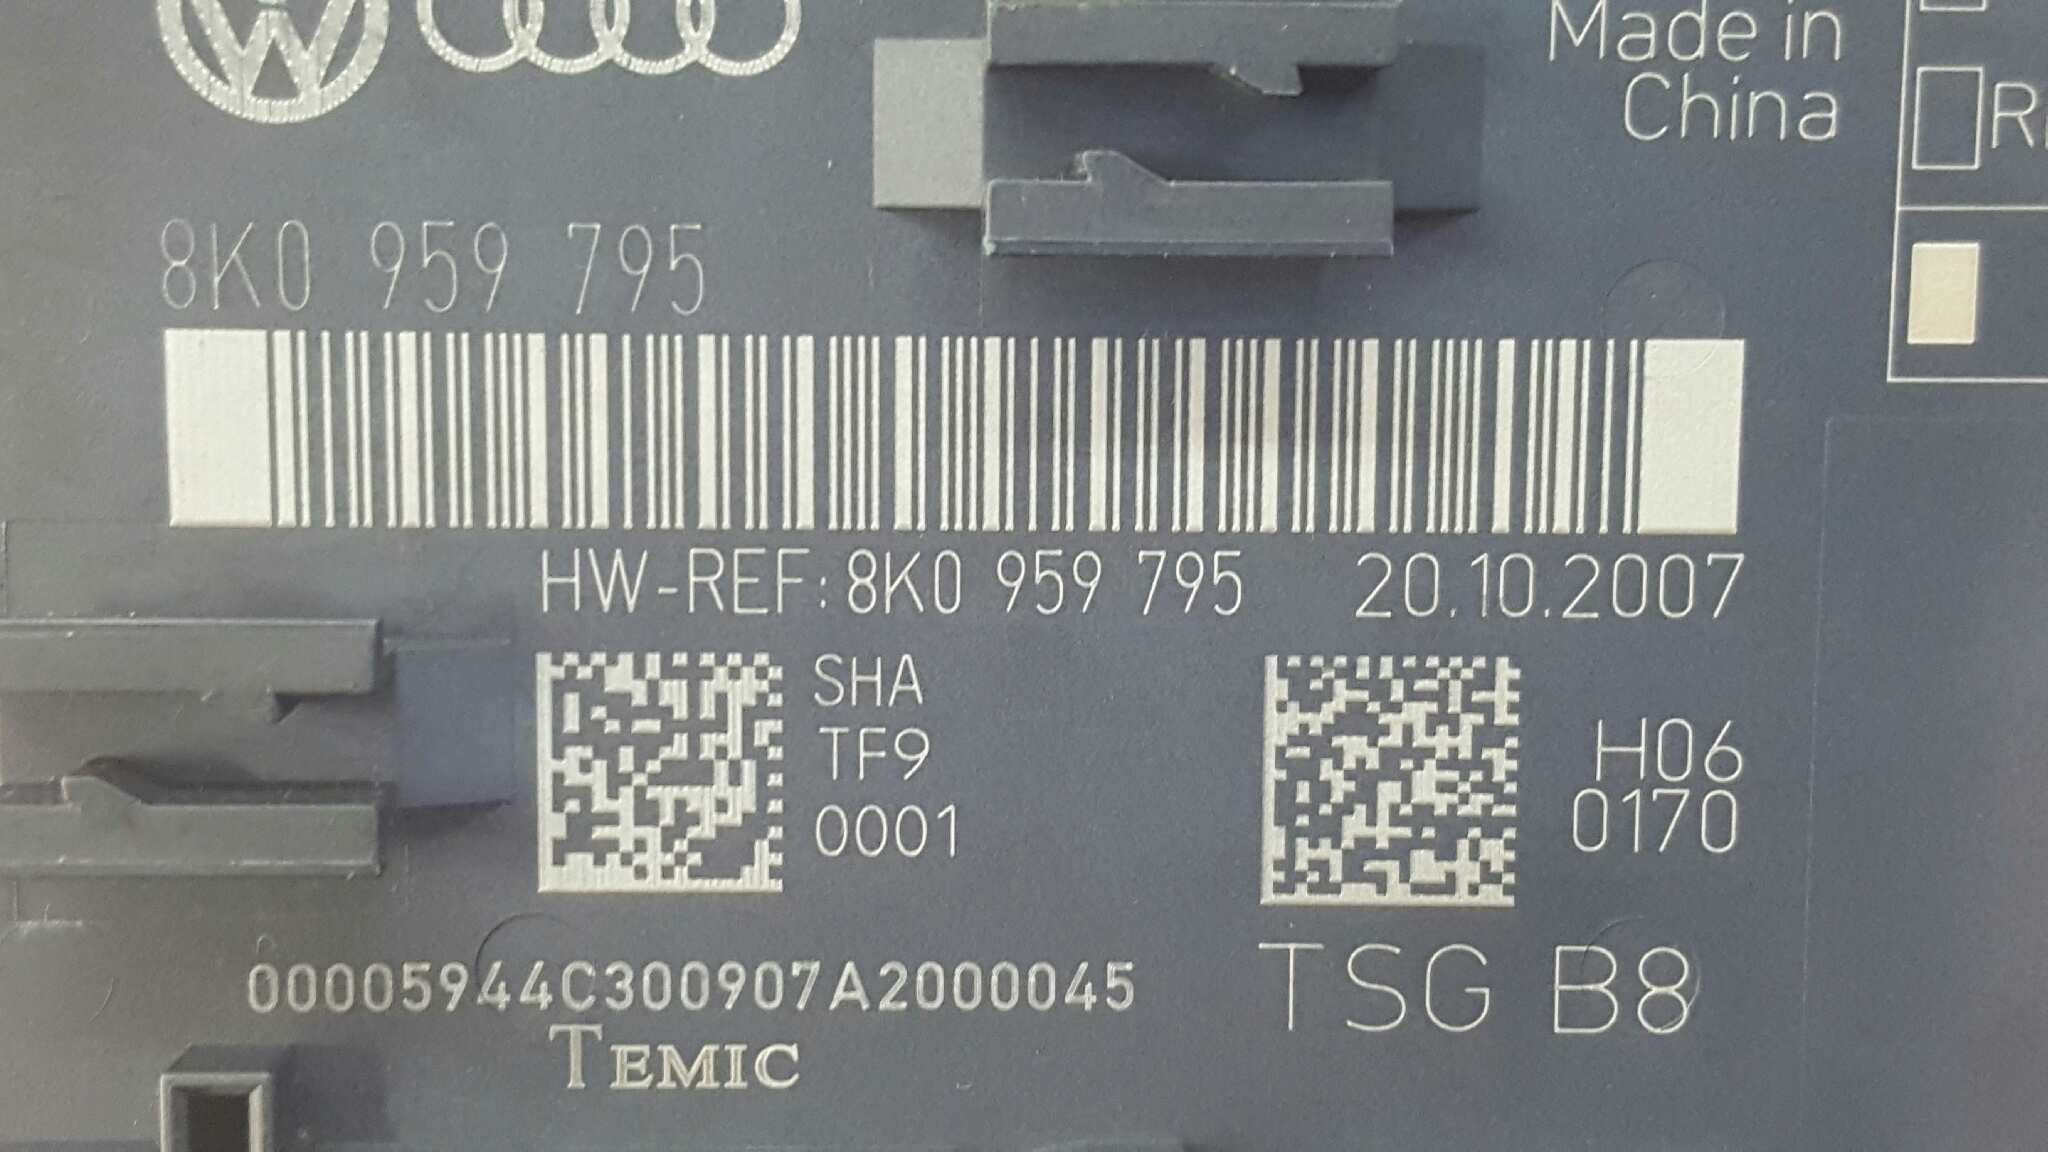 Made in
China
8K0 959 795
HW-REF: 8K0 959 795 20.10.2007
SHA
TF9
0001
H06
0170
00005944C300907A2000045
TSG B8
TEMIC